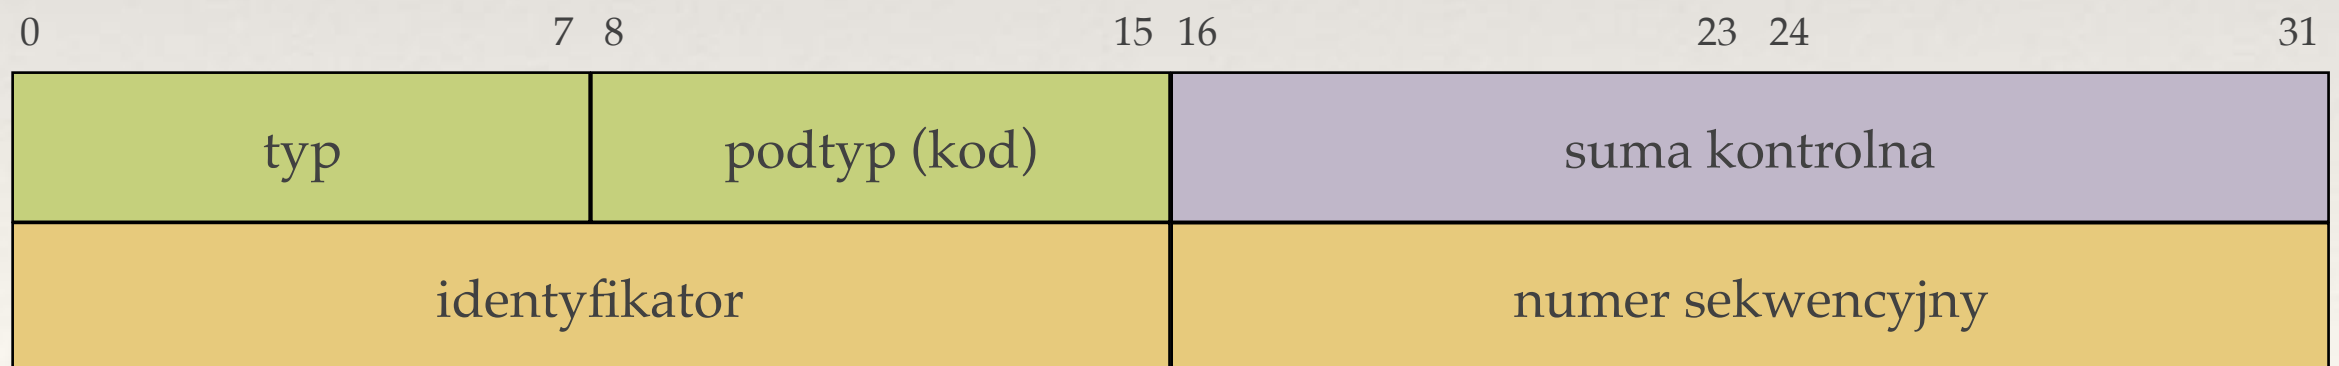 0 7 8 15 16 23 24 31
typ podtyp (kod) suma kontrolna
identyfikator numer sekwencyjny